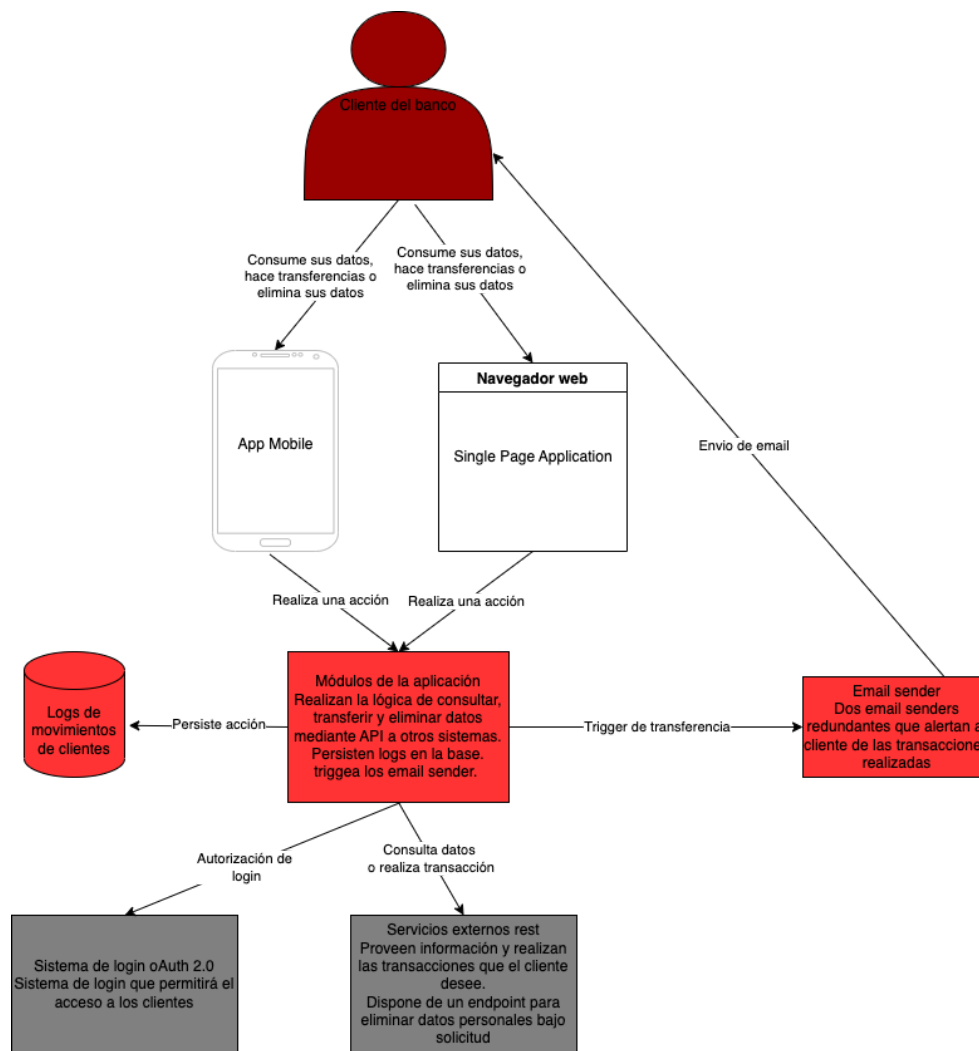 Cliente del banco
Consume sus datos,
hace transferencias o
elimina sus datos
Consume sus datos,
hace transferencias o
elimina sus datos
App Mobile
Navegador web
Single Page Application
Envio de email
Realiza una acción
Realiza una acción
Logs de
movimientos
de clientes
Persiste acción
Módulos de la aplicación
Realizan la lógica de consultar,
transferir y eliminar datos
mediante API a otros sistemas.
Persisten logs en la base.
triggea los email sender.
Trigger de transferencia
Email sender
Dos email senders
redundantes que alertan a
cliente de las transaccione
realizadas
Autorización de
login
Consulta datos
o realiza transacción
Sistema de login oAuth 2.0
Sistema de login que permitirá el
acceso a los clientes
Servicios externos rest
Proveen información y realizan
las transacciones que el cliente
desee.
Dispone de un endpoint para
eliminar datos personales bajo
solicitud